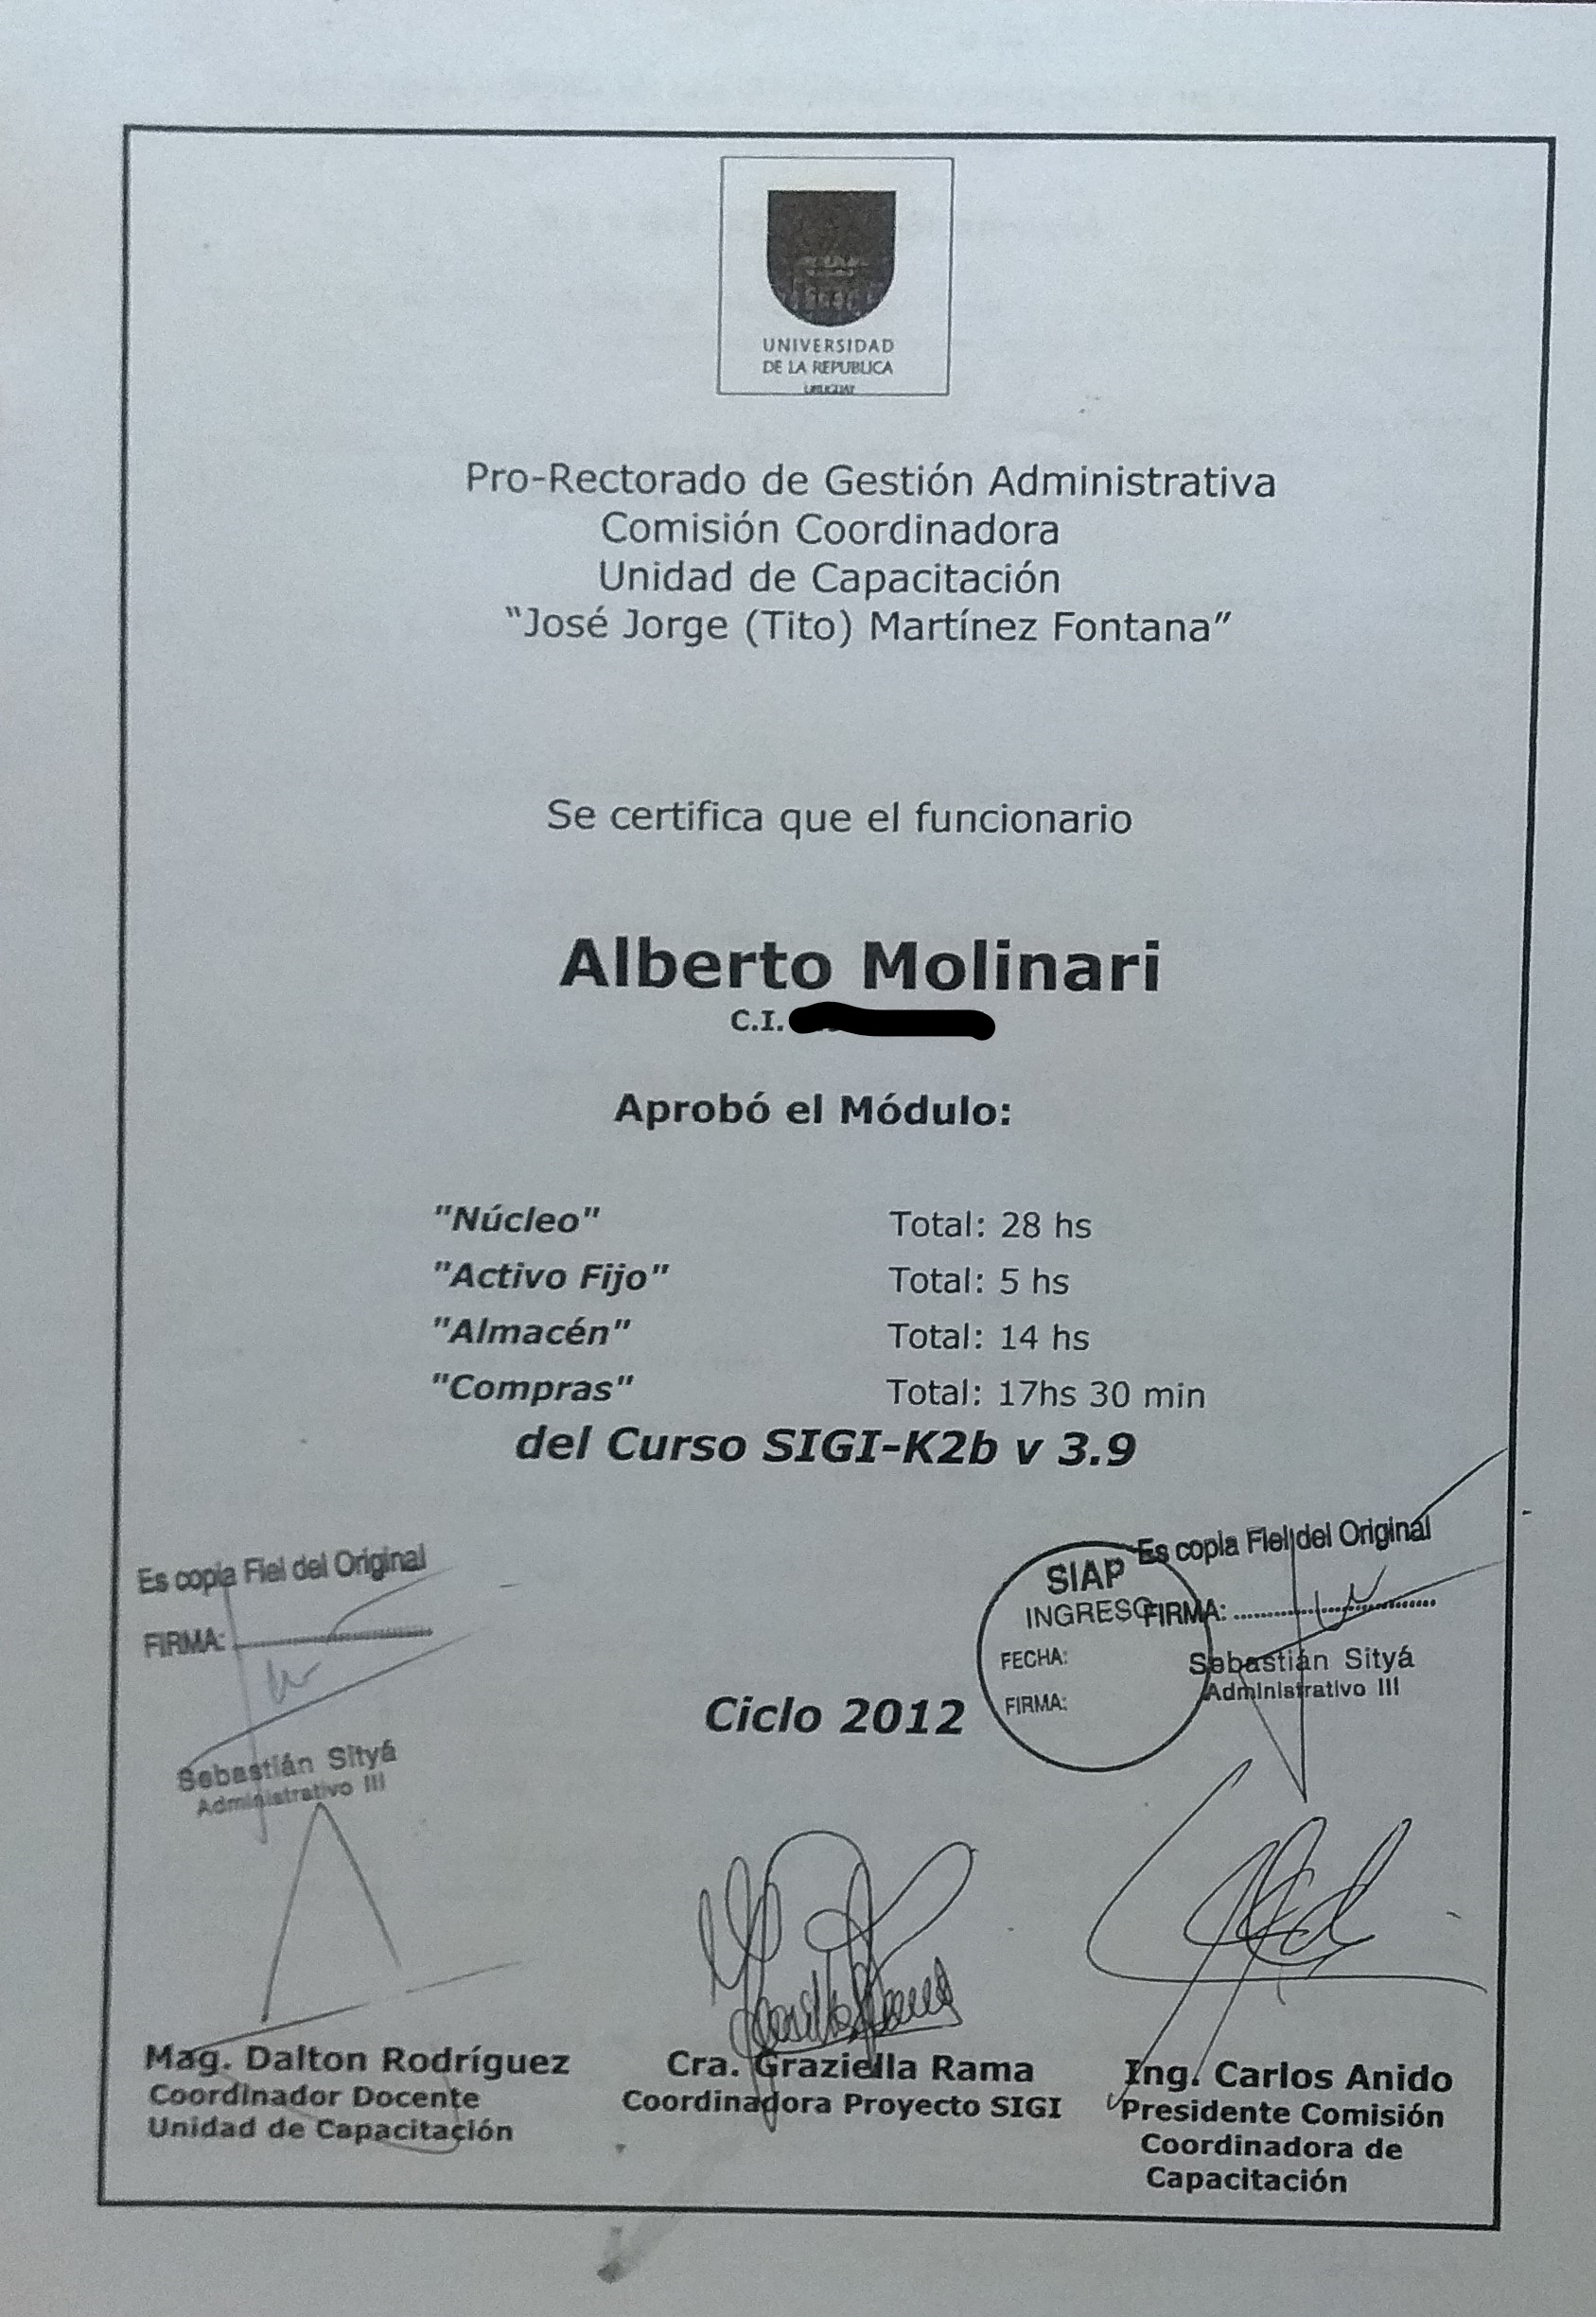 UNIVERSIDAD
DE LA REPUBLICA
URUGUAY
Pro-Rectorado de Gestión Administrativa
Comisión Coordinadora
Unidad de Capacitación
“José Jorge (Tito) Martínez Fontana”
Se certifica que el funcionario
Alberto Molinari
C.I.
Aprobó el Módulo:
"Núcleo" Total: 28 hs
"Activo Fijo" Total: 5 hs
"Almacén" Total: 14 hs
"Compras" Total: 17hs 30 min
del Curso SIGI-K2b v 3.9
Es copia Fiel del Original
FIRMA:
Sebastián Sityá
Administrativo III
SIAP
INGRESO
FECHA:
FIRMA:
Es copia Fiel del Original
FIRMA:
Sebastián Sityá
Administrativo III
Ciclo 2012
Mag. Dalton Rodríguez
Coordinador Docente
Unidad de Capacitación
Cra. Graziella Rama
Coordinadora Proyecto SIGI
Ing. Carlos Anido
Presidente Comisión
Coordinadora de
Capacitación